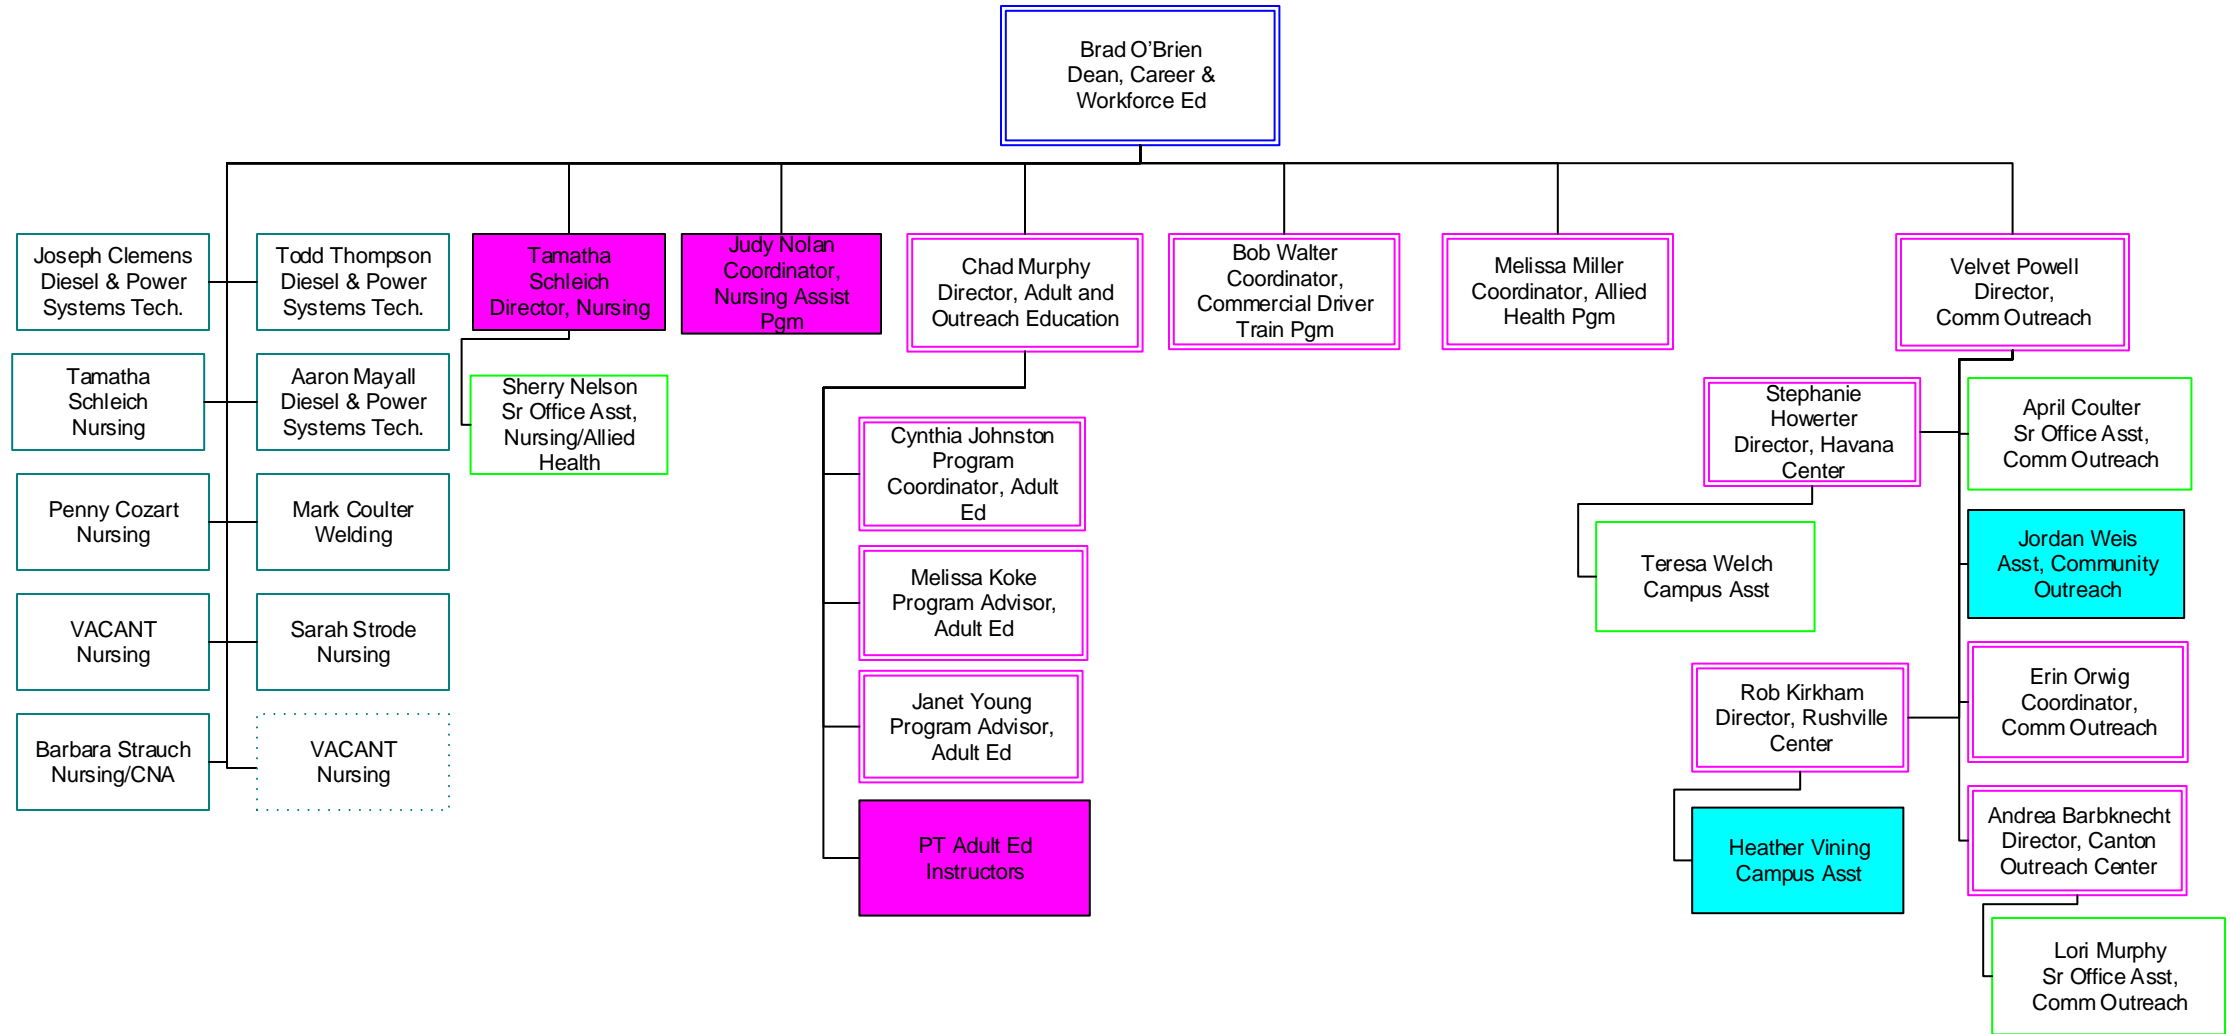 Brad O'Brien
Dean, Career &
Workforce Ed
Joseph Clemens
Diesel & Power
Systems Tech.
Todd Thompson
Diesel & Power
Systems Tech.
Tamatha
Schleich
Director, Nursing
Judy Nolan
Coordinator,
Nursing Assist
Pgm
Chad Murphy
Director, Adult and
Outreach Education
Bob Walter
Coordinator,
Commercial Driver
Train Pgm
Melissa Miller
Coordinator, Allied
Health Pgm
Velvet Powell
Director,
Comm Outreach
Tamatha
Schleich
Nursing
Aaron Mayall
Diesel & Power
Systems Tech.
Sherry Nelson
Sr Office Asst,
Nursing/Allied
Health
Penny Cozart
Nursing
Mark Coulter
Welding
VACANT
Nursing
Sarah Strode
Nursing
Barbara Strauch
Nursing/CNA
VACANT
Nursing
Cynthia Johnston
Program
Coordinator, Adult
Ed
Melissa Koke
Program Advisor,
Adult Ed
Janet Young
Program Advisor,
Adult Ed
PT Adult Ed
Instructors
Stephanie
Howerter
Director, Havana
Center
April Coulter
Sr Office Asst,
Comm Outreach
Teresa Welch
Campus Asst
Jordan Weis
Asst, Community
Outreach
Rob Kirkham
Director, Rushville
Center
Erin Orwig
Coordinator,
Comm Outreach
Heather Vining
Campus Asst
Andrea Barbknecht
Director, Canton
Outreach Center
Lori Murphy
Sr Office Asst,
Comm Outreach